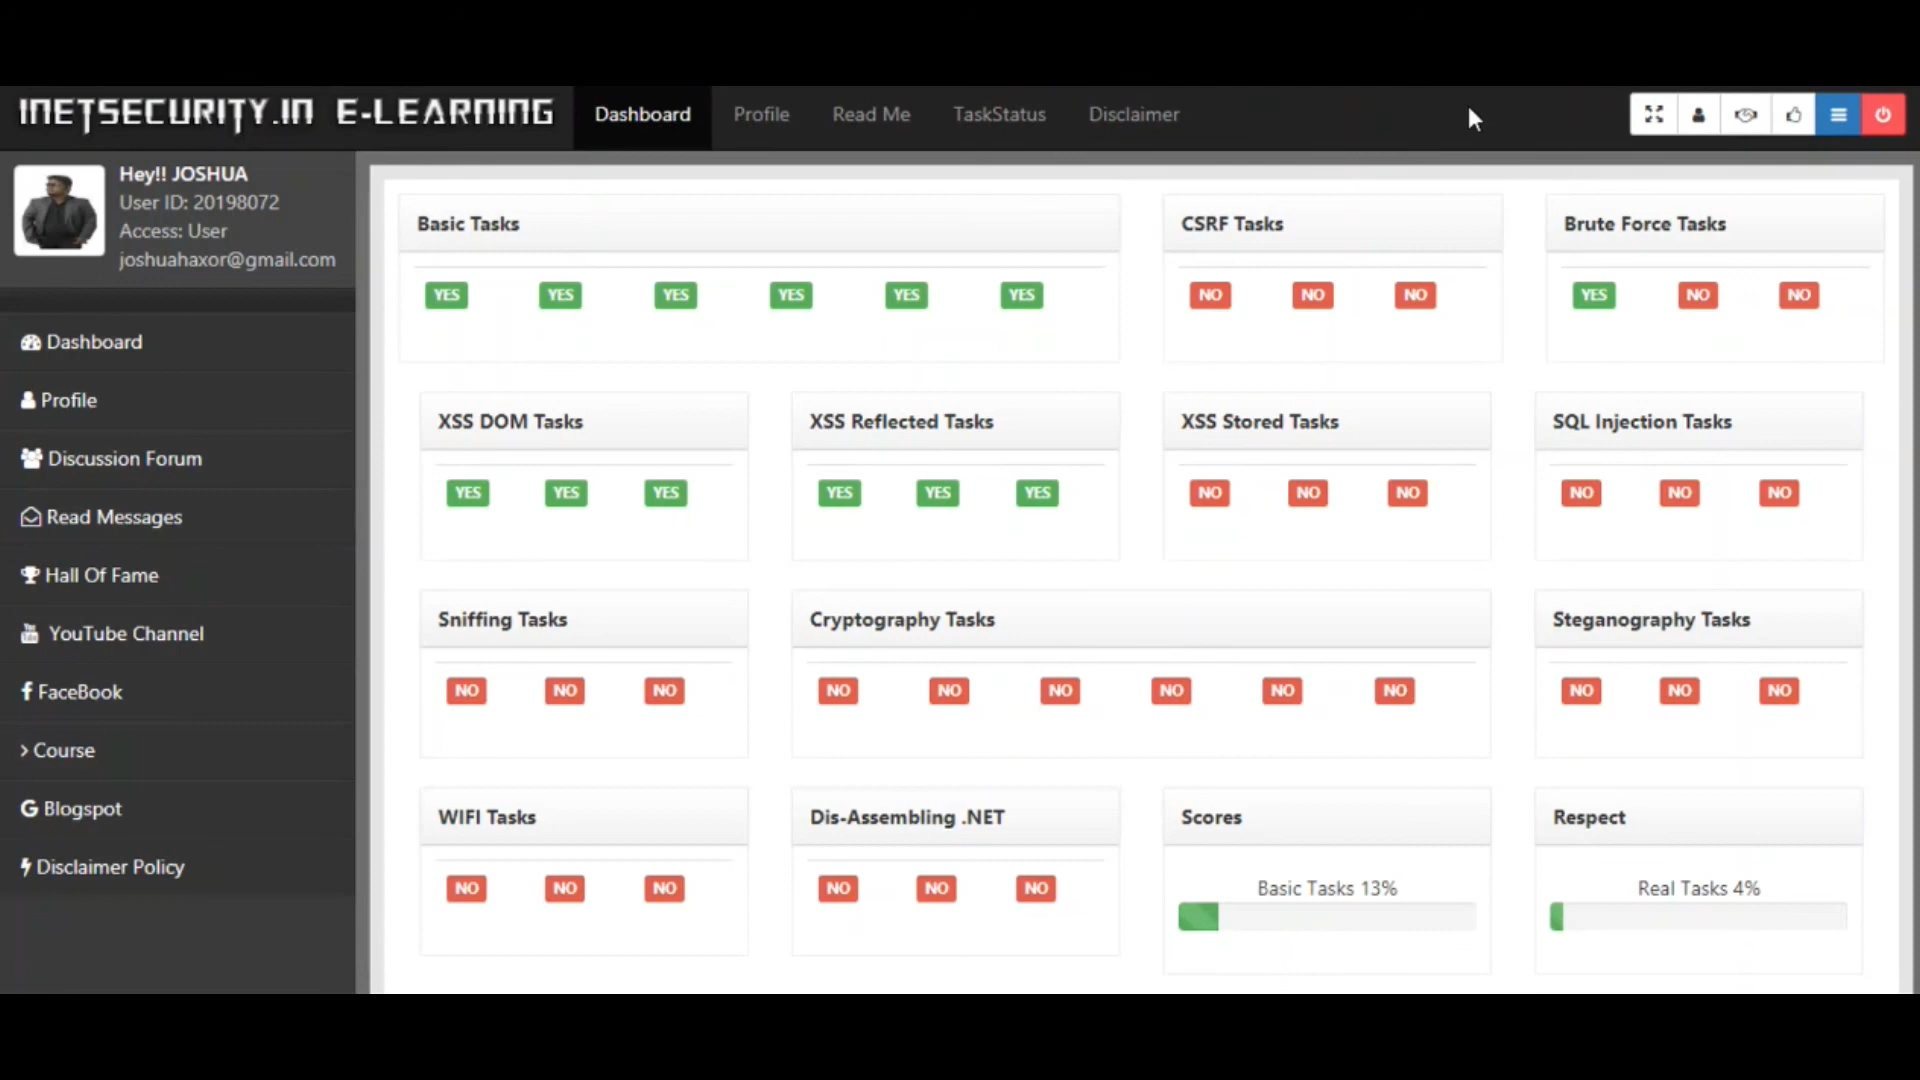 INETSECURITY.IN E-LEARNING
Dashboard Profile Read Me TaskStatus Disclaimer
Hey!! JOSHUA
User ID: 20198072
Access: User
joshuahaxor@gmail.com
Dashboard
Profile
Discussion Forum
Read Messages
Hall Of Fame
YouTube Channel
FaceBook
Course
Blogspot
Disclaimer Policy
Basic Tasks
YES YES YES YES YES YES
CSRF Tasks
NO NO NO
Brute Force Tasks
YES NO NO
XSS DOM Tasks
YES YES YES
XSS Reflected Tasks
YES YES YES
XSS Stored Tasks
NO NO NO
SQL Injection Tasks
NO NO NO
Sniffing Tasks
NO NO NO
Cryptography Tasks
NO NO NO NO NO NO
Steganography Tasks
NO NO NO
WIFI Tasks
NO NO NO
Dis-Assembling .NET
NO NO NO
Scores
Basic Tasks 13%
Respect
Real Tasks 4%